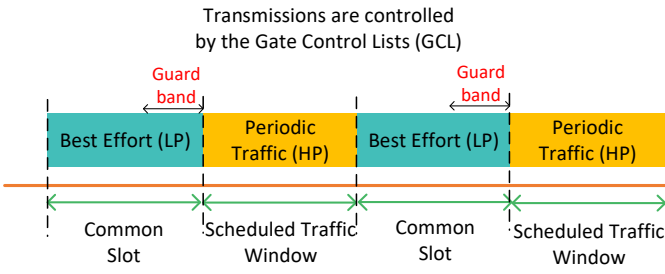 Transmissions are controlled
by the Gate Control Lists (GCL)
Guard
band
Guard
band
Best Effort (LP)
Periodic
Traffic (HP)
Best Effort (LP)
Periodic
Traffic (HP)
Common
Slot
Scheduled Traffic
Window
Common
Slot
Scheduled Traffic
Window